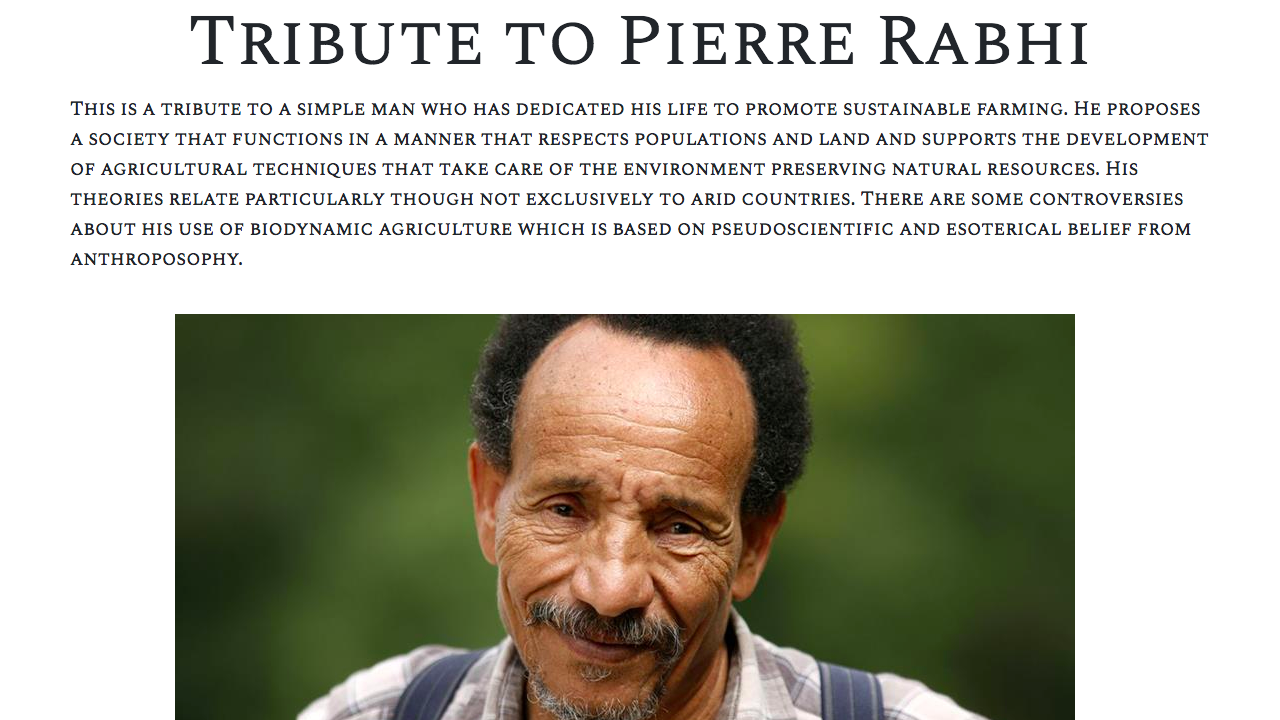 Tribute to Pierre Rabhi
This is a tribute to a simple man who has dedicated his life to promote sustainable farming. He proposes
a society that functions in a manner that respects populations and land and supports the development
of agricultural techniques that take care of the environment preserving natural resources. His
theories relate particularly though not exclusively to arid countries. There are some controversies
about his use of biodynamic agriculture which is based on pseudoscientific and esoterical belief from
anthroposophy.